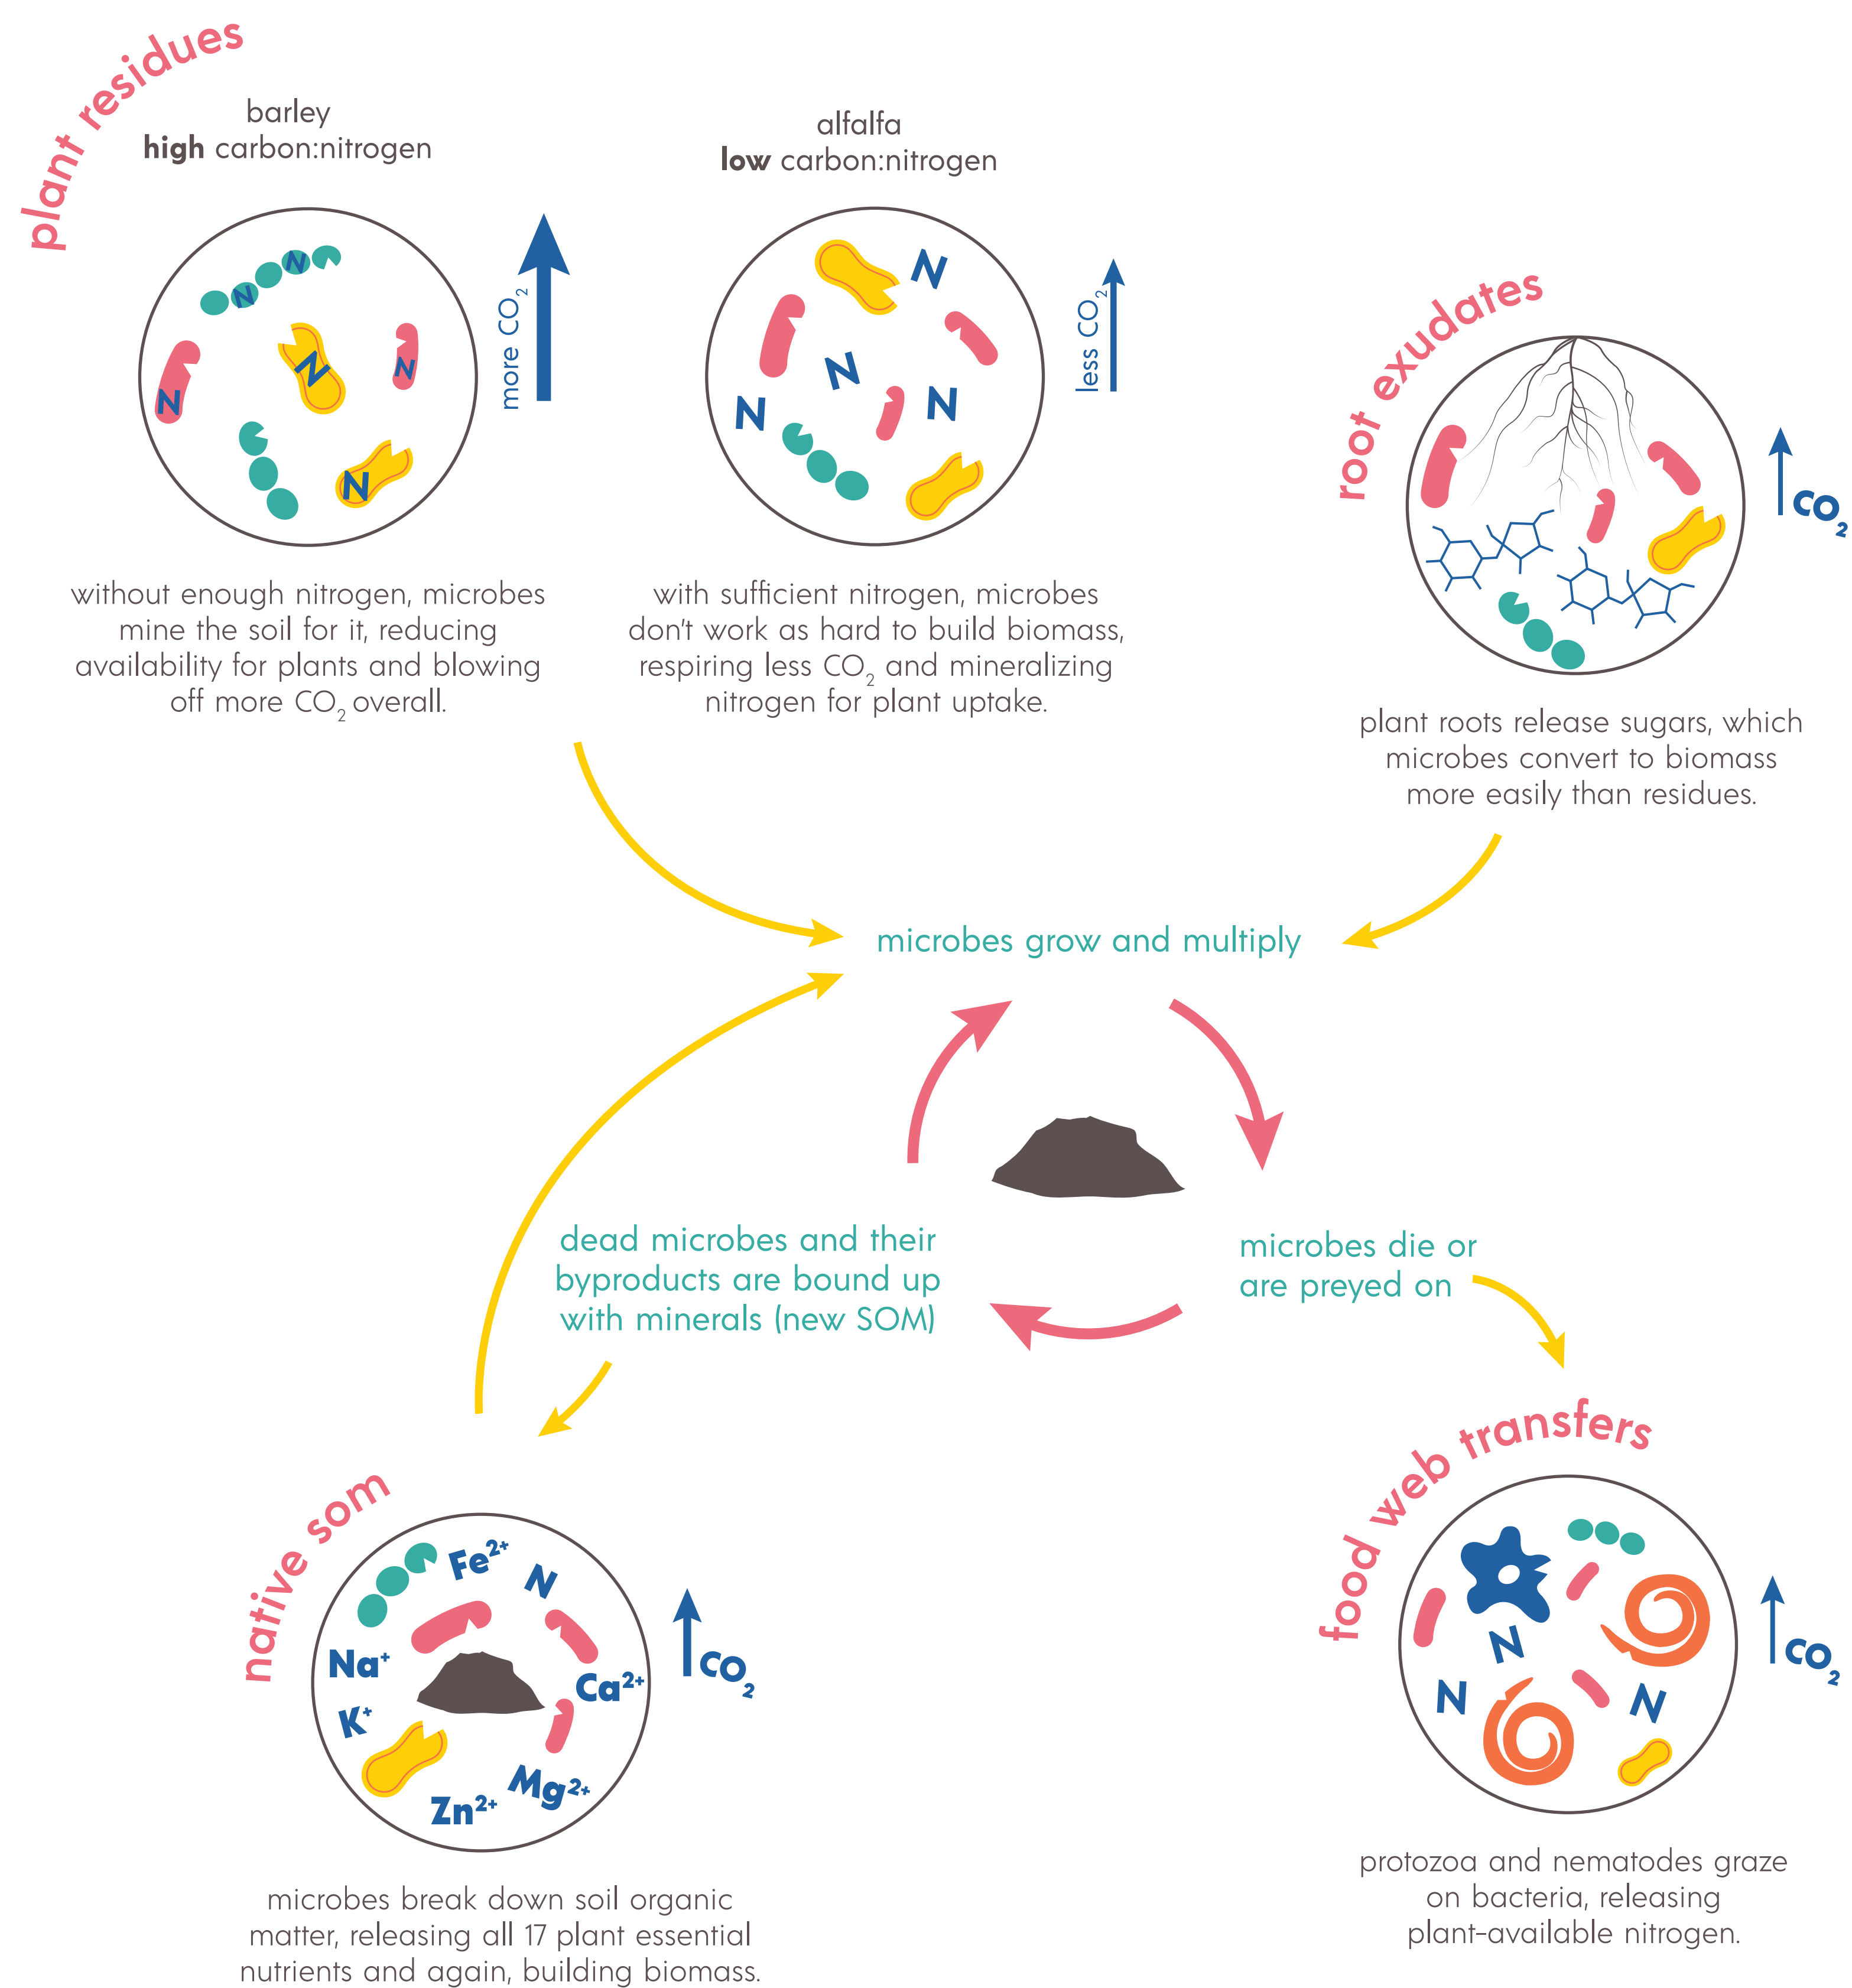 plant residues
barley
high carbon:nitrogen
N
N
N
N
N
N
more CO2
without enough nitrogen, microbes
mine the soil for it, reducing
availability for plants and blowing
off more CO2 overall.
alfalfa
low carbon:nitrogen
N
N
N
N
less CO2
with sufficient nitrogen, microbes
don't work as hard to build biomass,
respiring less CO2 and mineralizing
nitrogen for plant uptake.
root exudates
CO2
plant roots release sugars, which
microbes convert to biomass
more easily than residues.
microbes grow and multiply
microbes die or
are preyed on
dead microbes and their
byproducts are bound up
with minerals (new SOM)
native som
Fe2+
N
Na+
Ca2+
K+
Mg2+
Zn2+
CO2
microbes break down soil organic
matter, releasing all 17 plant essential
nutrients and again, building biomass.
food web transfers
N
N
N
CO2
protozoa and nematodes graze
on bacteria, releasing
plant-available nitrogen.